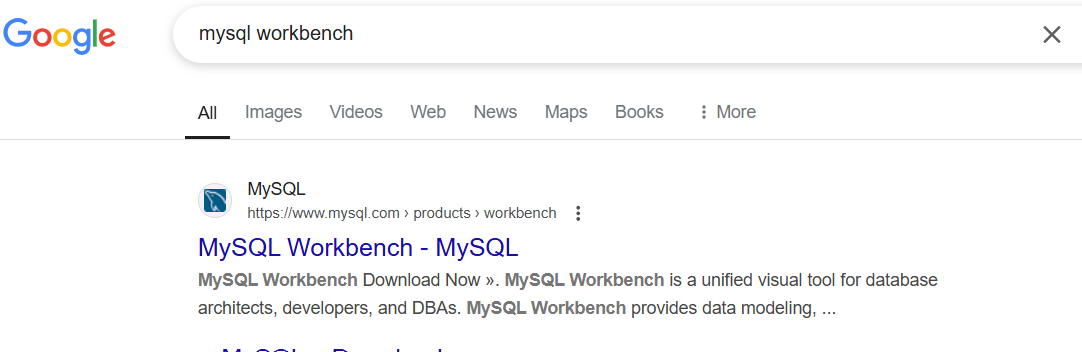 Google
mysql workbench
All Images Videos Web News Maps Books More
MySQL
https://www.mysql.com › products › workbench
MySQL Workbench - MySQL
MySQL Workbench Download Now ». MySQL Workbench is a unified visual tool for database
architects, developers, and DBAs. MySQL Workbench provides data modeling, ...